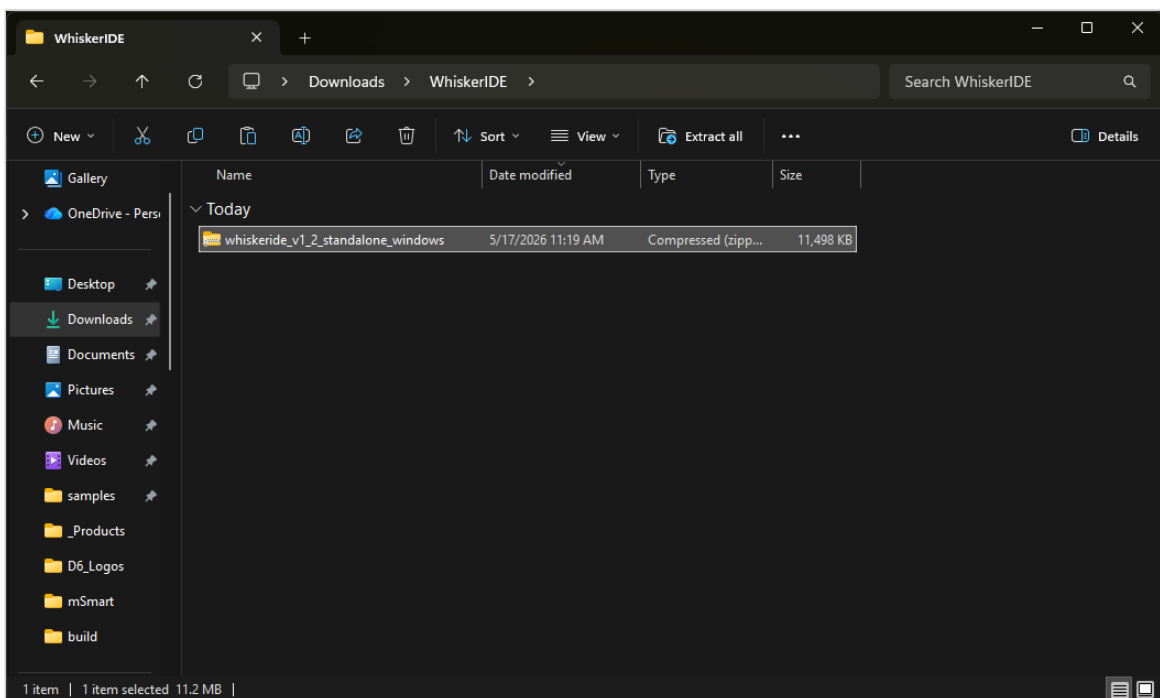 WhiskerIDE
Downloads > WhiskerIDE >
Search WhiskerIDE
New
Sort
View
Extract all
Details
Gallery
OneDrive - Pers
Desktop
Downloads
Documents
Pictures
Music
Videos
samples
_Products
D6_Logos
mSmart
build
Name Date modified Type Size
Today
whiskeride_v1_2_standalone_windows 5/17/2026 11:19 AM Compressed (zipp... 11,498 KB
1 item | 1 item selected 11.2 MB |